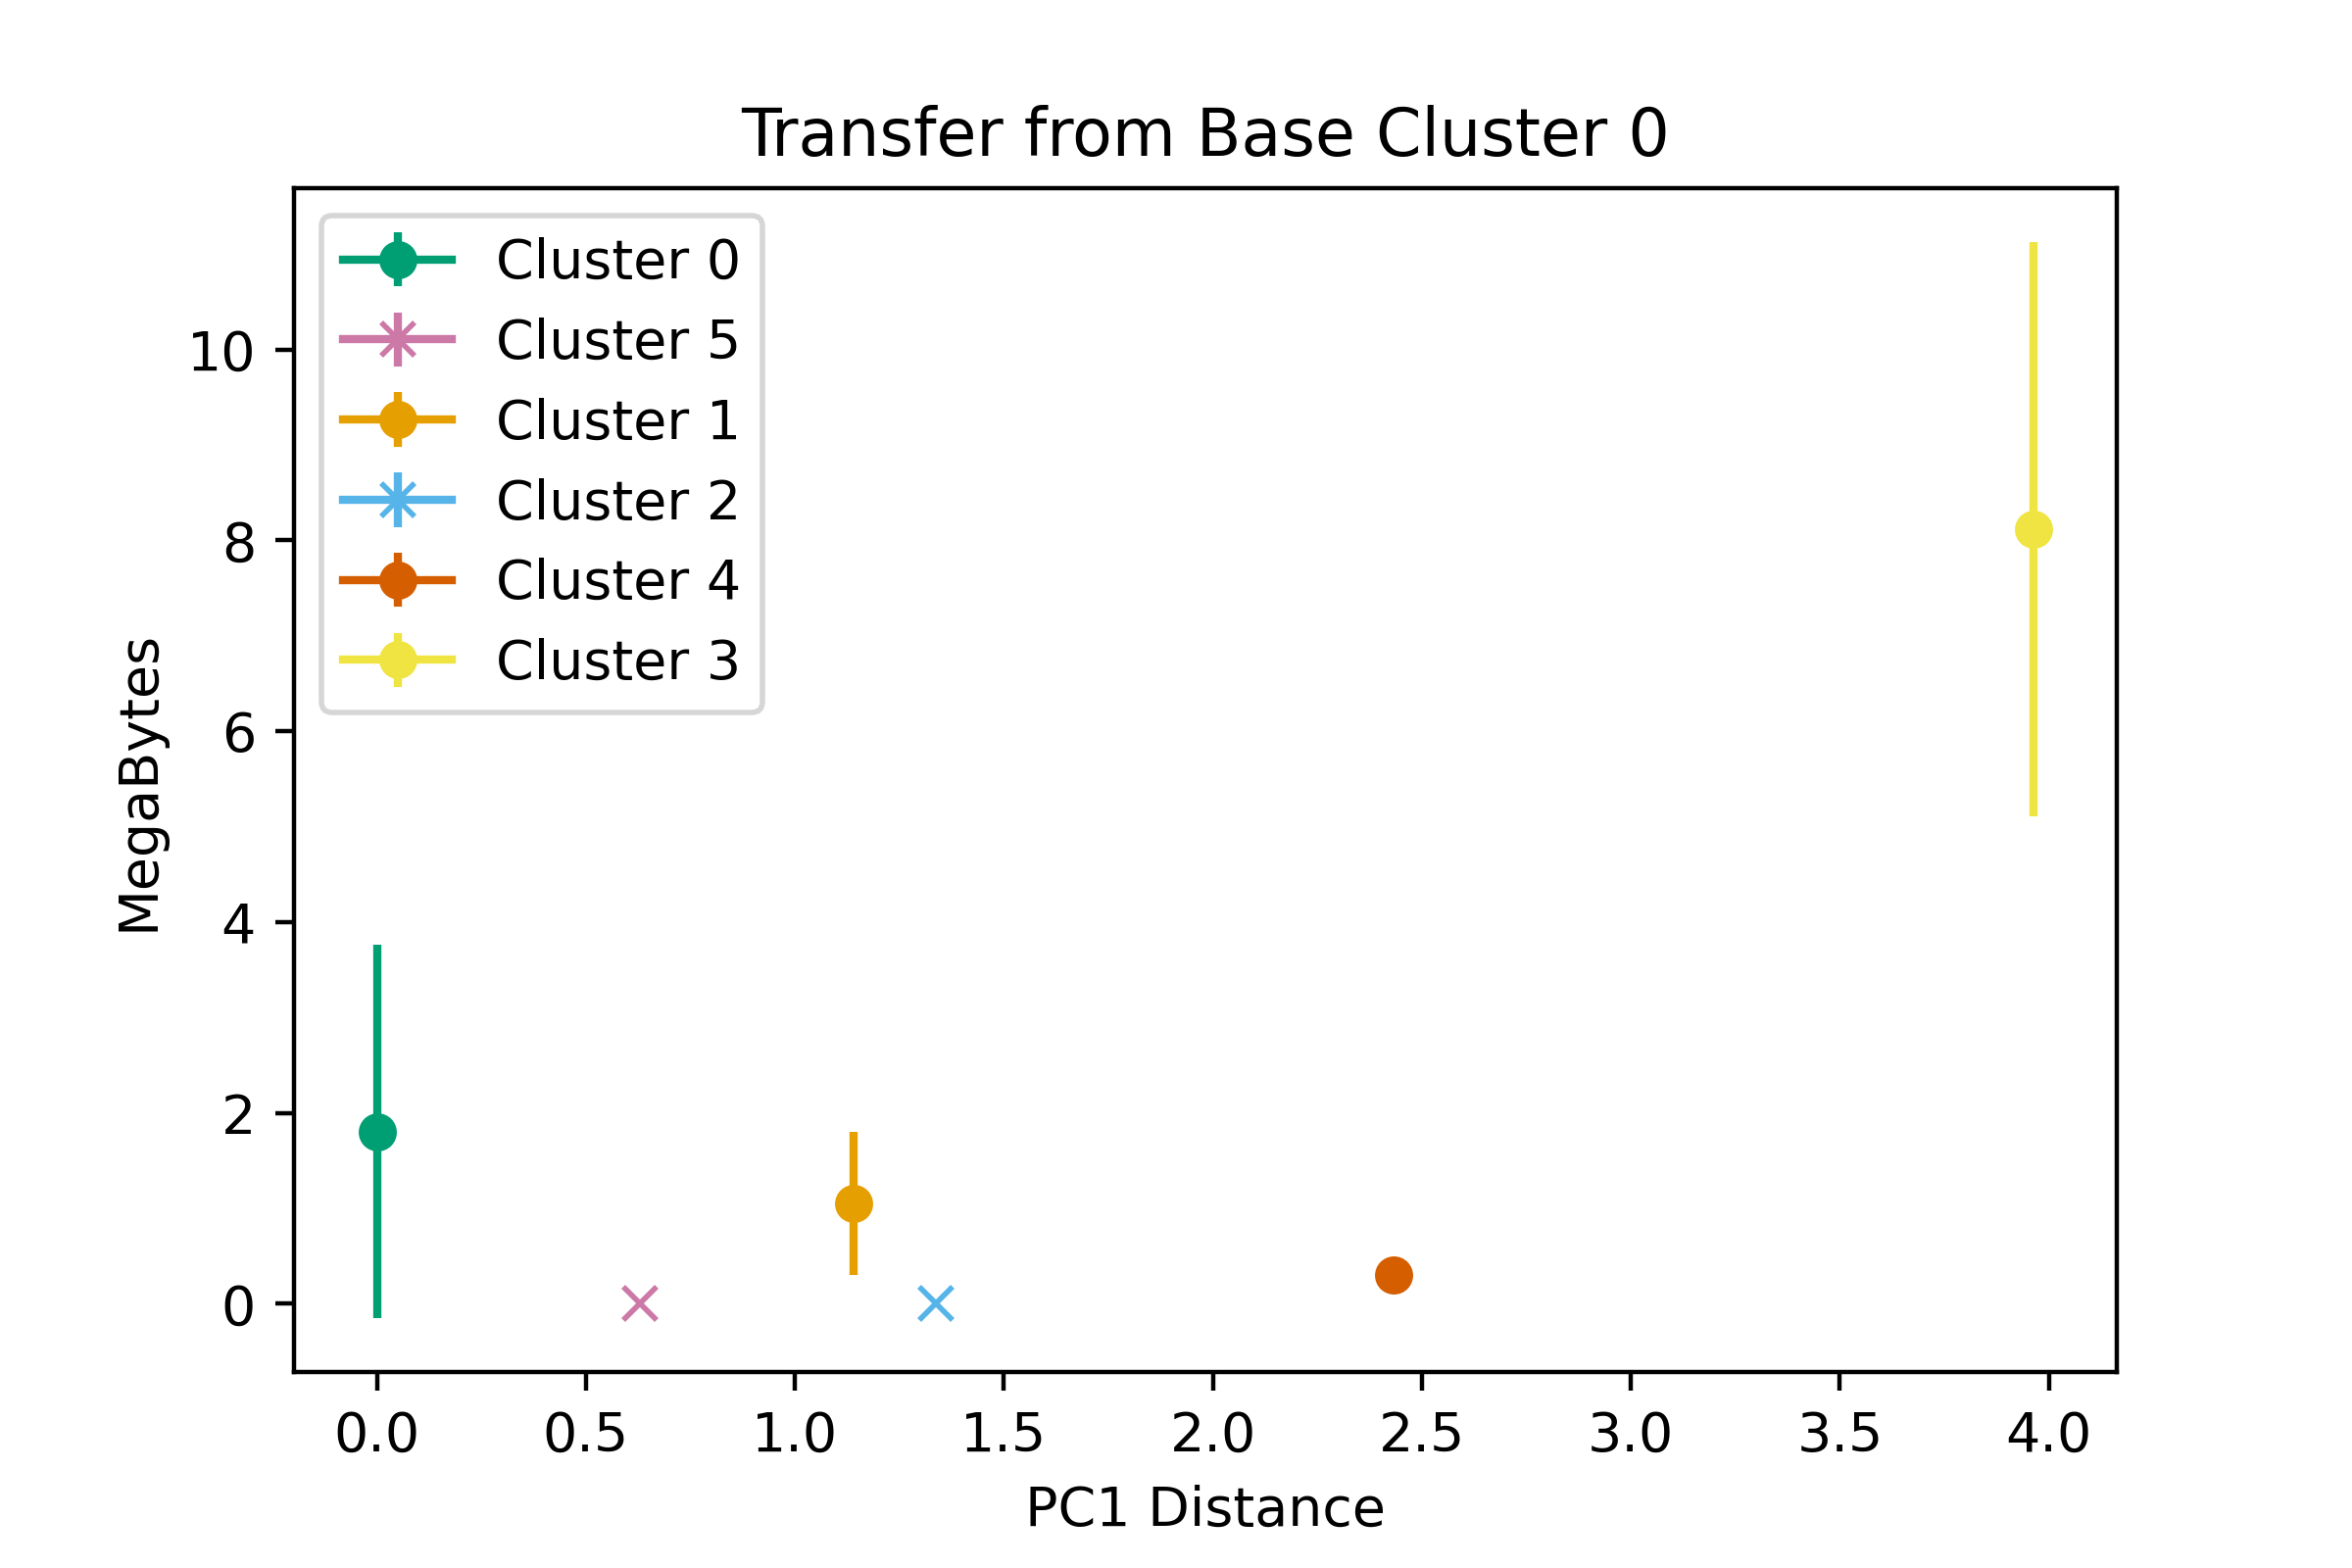 Transfer from Base Cluster 0
Cluster 0
Cluster 5
Cluster 1
Cluster 2
Cluster 4
Cluster 3
MegaBytes
10
8
6
4
2
0
0.0 0.5 1.0 1.5 2.0 2.5 3.0 3.5 4.0
PC1 Distance